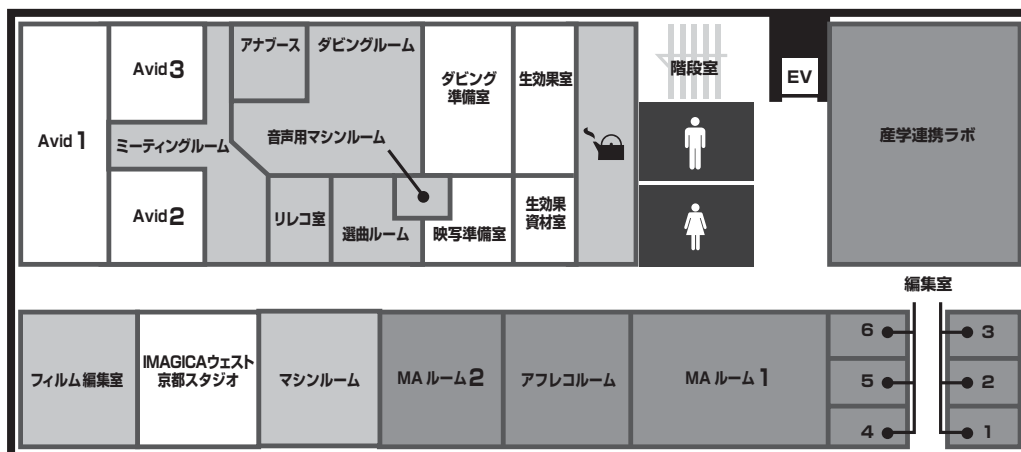 アナブース
ダビングルーム
Avid 3
ダビング
準備室
生効果室
階段室
EV
Avid 1
ミーティングルーム
音声用マシンルーム
産学連携ラボ
Avid 2
リレコ室
選曲ルーム
映写準備室
生効果
資材室
編集室
フィルム編集室
IMAGICAウェスト
京都スタジオ
マシンルーム
MA ルーム 2
アフレコルーム
MA ルーム 1
6
5
4
3
2
1